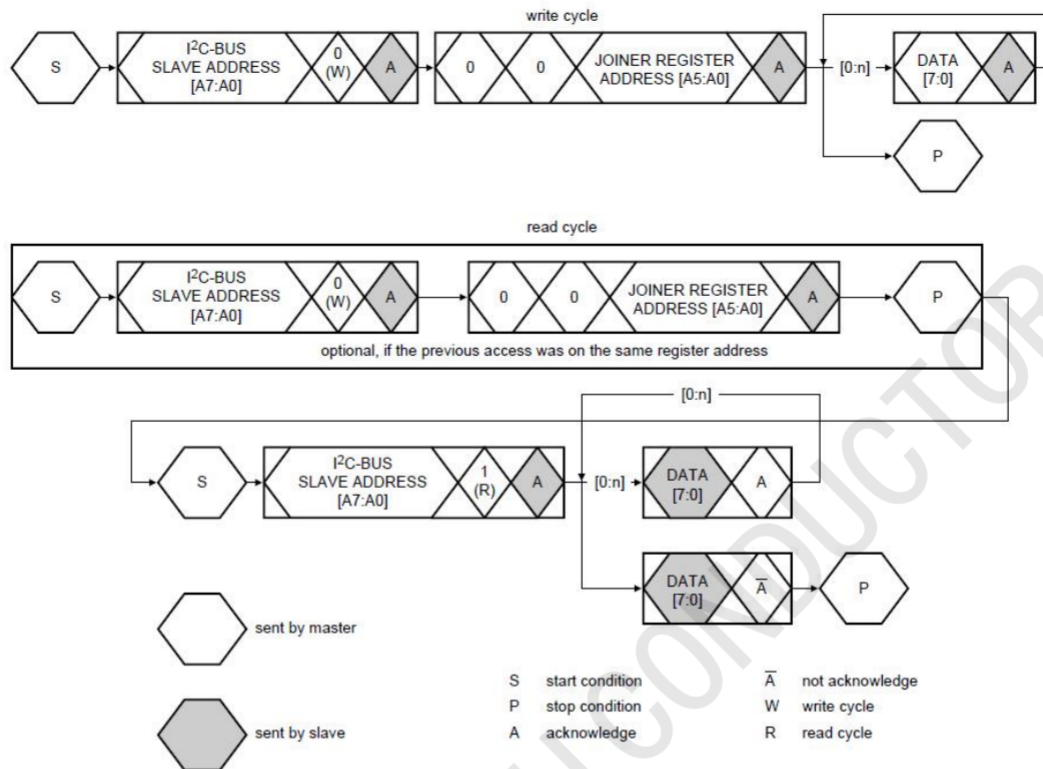 write cycle
S
I²C-BUS
SLAVE ADDRESS
[A7:A0]
0
(W)
A
0
0
JOINER REGISTER
ADDRESS [A5:A0]
A
[0:n]
DATA
[7:0]
A
P
read cycle
S
I²C-BUS
SLAVE ADDRESS
[A7:A0]
0
(W)
A
0
0
JOINER REGISTER
ADDRESS [A5:A0]
A
P
optional, if the previous access was on the same register address
[0:n]
S
I²C-BUS
SLAVE ADDRESS
[A7:A0]
1
(R)
A
[0:n]
DATA
[7:0]
A
DATA
[7:0]
A̅
P
sent by master
sent by slave
S start condition
P stop condition
A acknowledge
A̅ not acknowledge
W write cycle
R read cycle
CONDUCTOR